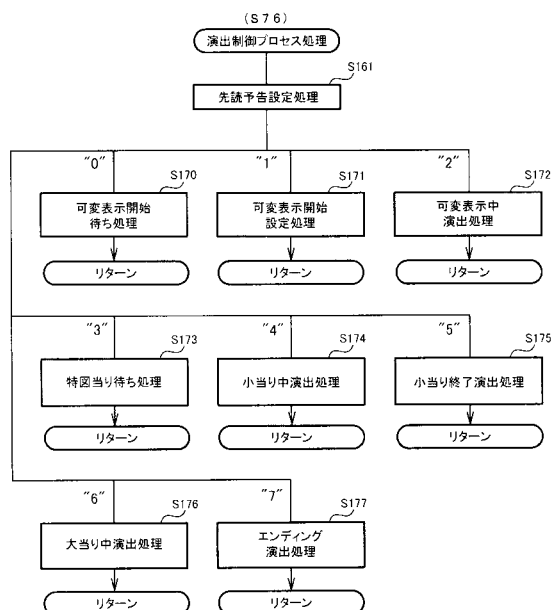 (S76)
演出制御プロセス処理
S161
先読予告設定処理
"0"
S170
可変表示開始
待ち処理
リターン
"1"
S171
可変表示開始
設定処理
リターン
"2"
S172
可変表示中
演出処理
リターン
"3"
S173
特図当り待ち処理
リターン
"4"
S174
小当り中演出処理
リターン
"5"
S175
小当り終了演出処理
リターン
"6"
S176
大当り中演出処理
リターン
"7"
S177
エンディング
演出処理
リターン